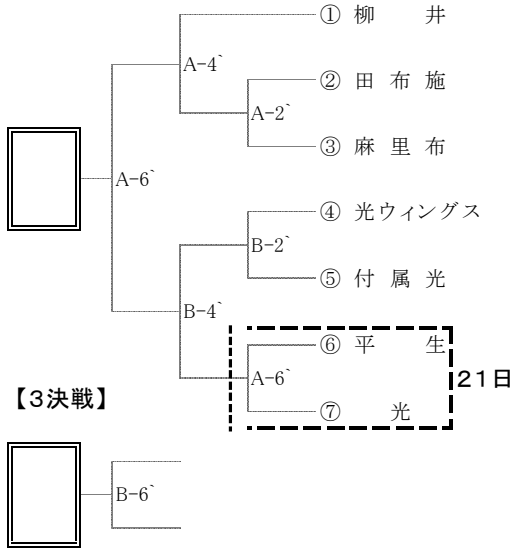 ① 柳 井
A-4`
② 田 布 施
A-2`
③ 麻 里 布
A-6`
④ 光ウィングス
B-2`
⑤ 付 属 光
B-4`
⑥ 平 生
A-6`
21日
⑦ 光
【3決戦】
B-6`